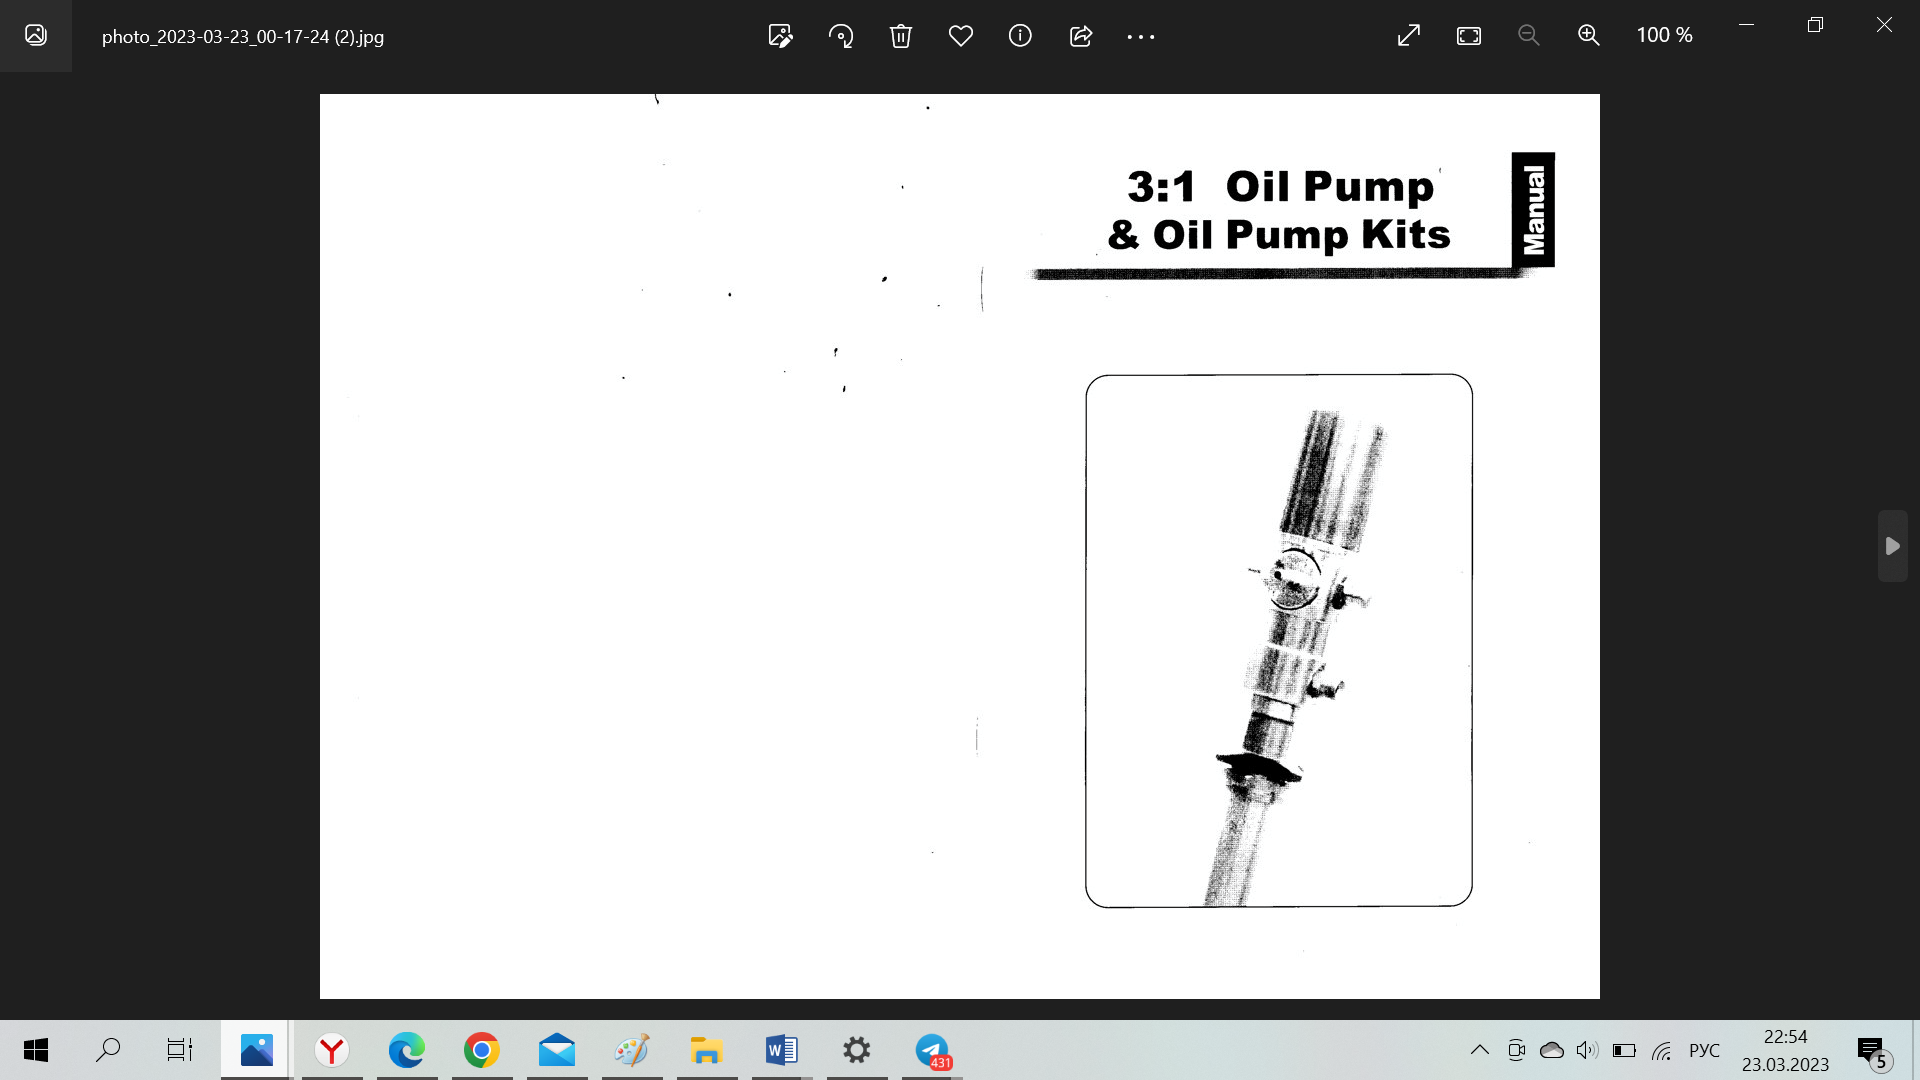 photo_2023-03-23_00-17-24 (2).jpg
100 %
3:1 Oil Pump
& Oil Pump Kits
Manual
431
РУС
22:54
23.03.2023
5